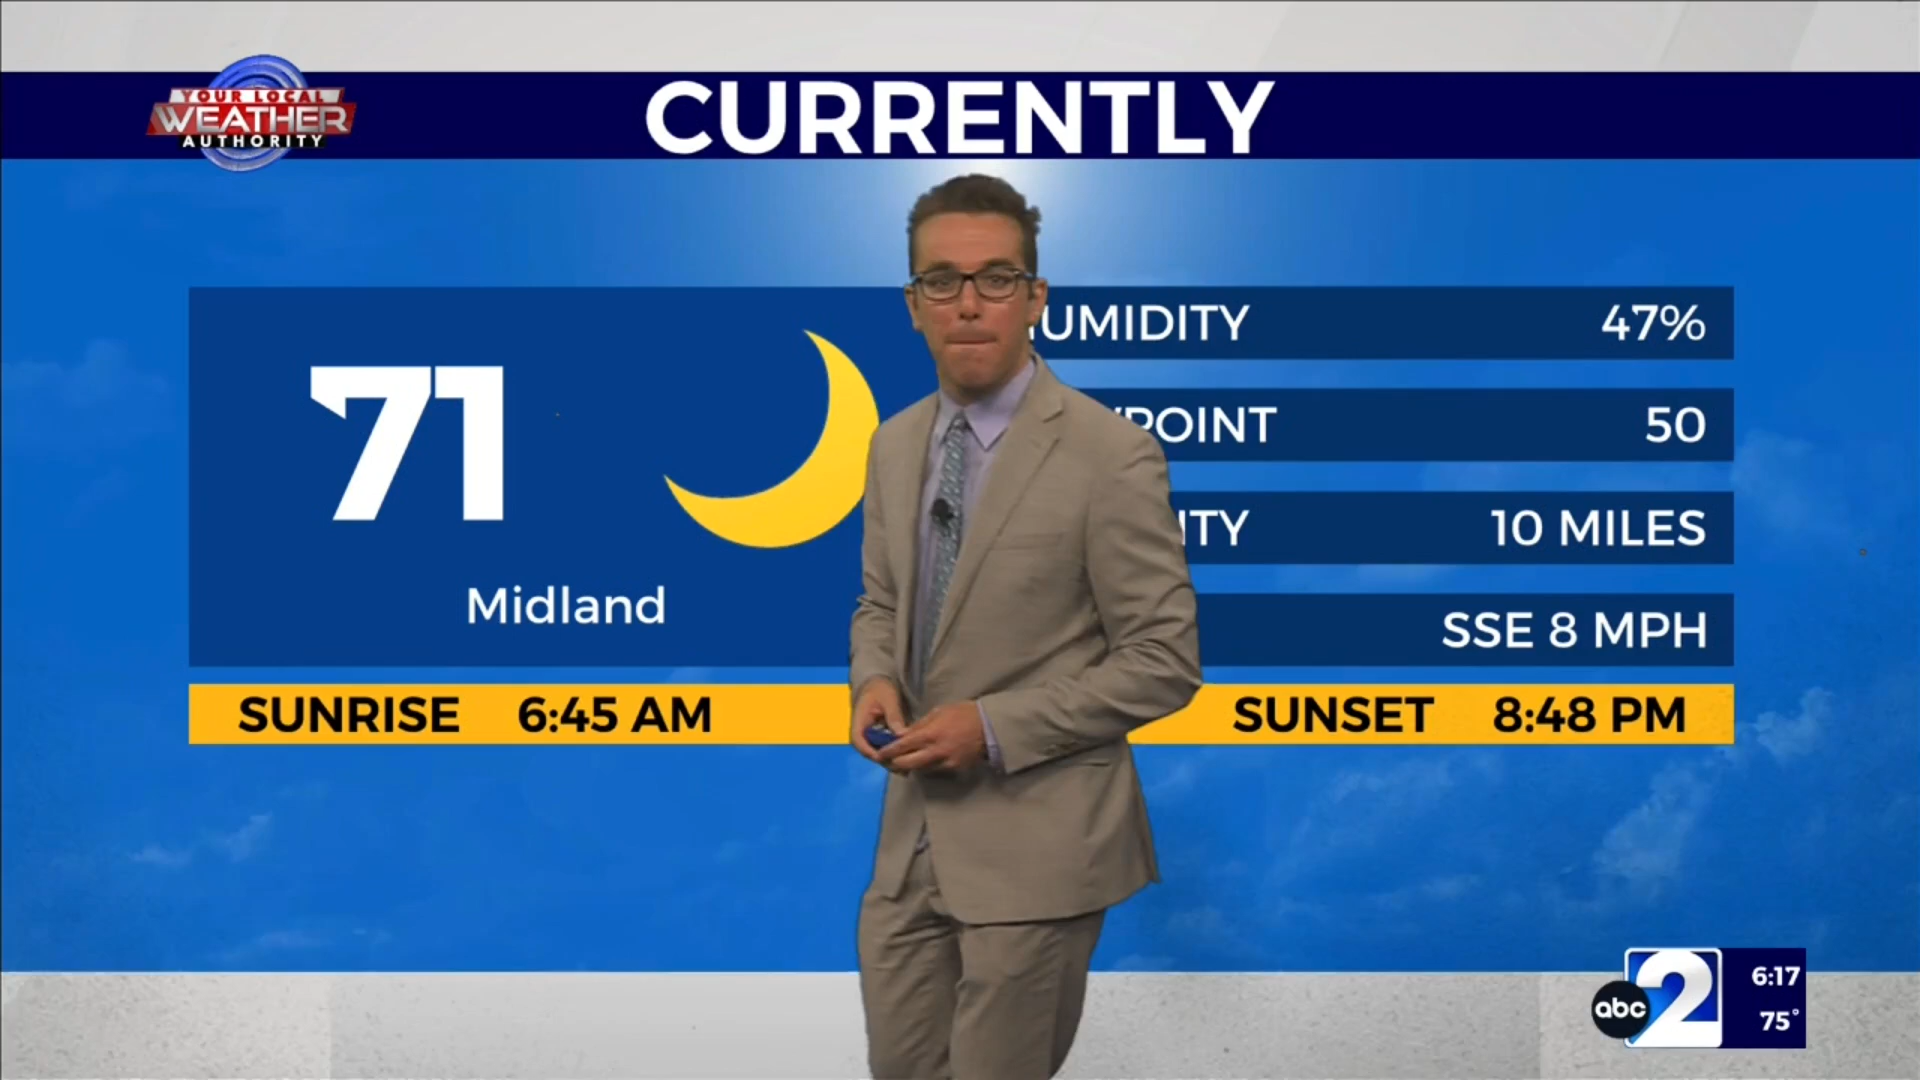 YOUR LOCAL
WEATHER
AUTHORITY
CURRENTLY
71
Midland
UMIDITY 47%
POINT 50
ITY 10 MILES
SSE 8 MPH
SUNRISE 6:45 AM
SUNSET 8:48 PM
abc 2
6:17
75°